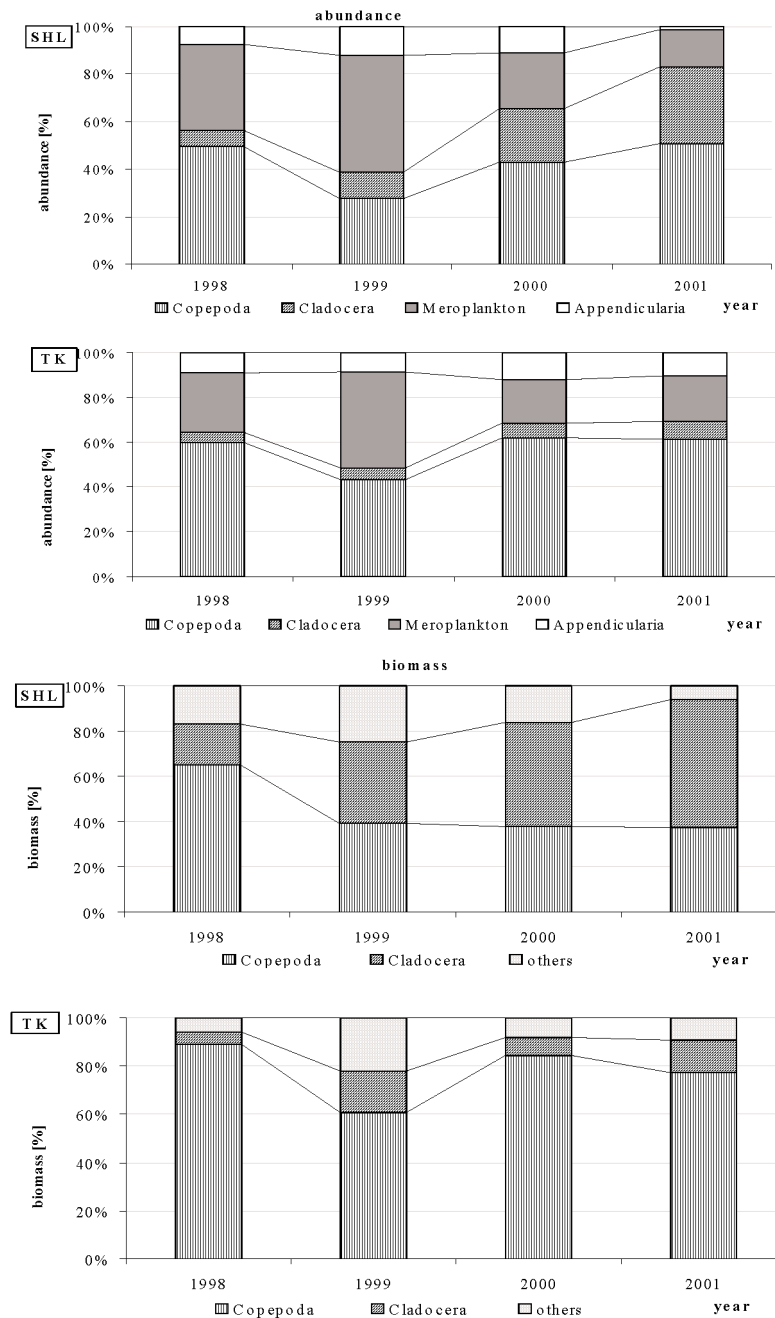 abundance
SHL
100%
80%
60%
40%
20%
0%
abundance [%]
1998 1999 2000 2001
Copepoda Cladocera Meroplankton Appendicularia year
TK
100%
80%
60%
40%
20%
0%
abundance [%]
1998 1999 2000 2001
Copepoda Cladocera Meroplankton Appendicularia year
biomass
SHL
100%
80%
60%
40%
20%
0%
biomass [%]
1998 1999 2000 2001
Copepoda Cladocera others year
TK
100%
80%
60%
40%
20%
0%
biomass [%]
1998 1999 2000 2001
Copepoda Cladocera others year